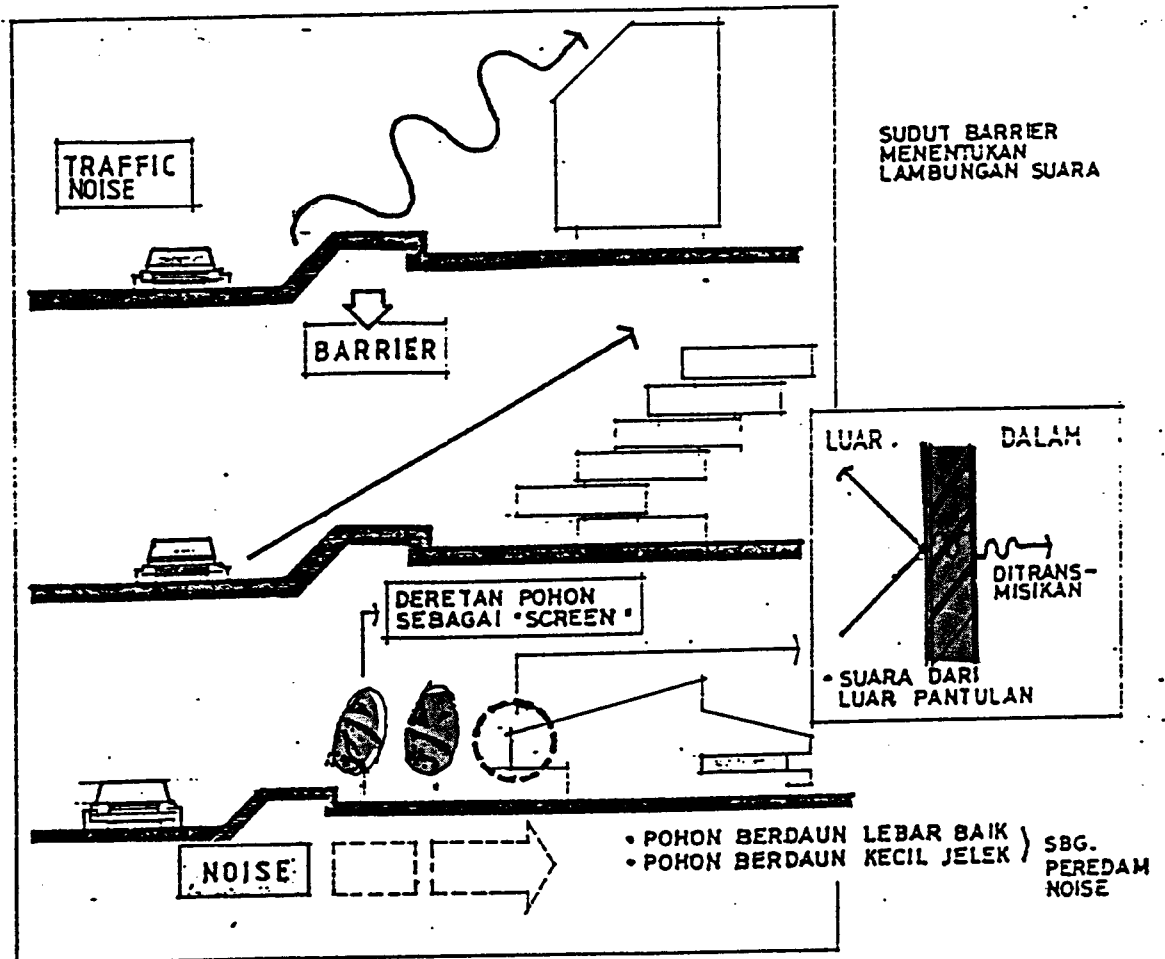 TRAFFIC
NOISE
SUDUT BARRIER
MENENTUKAN
LAMBUNGAN SUARA
BARRIER
LUAR.
DALAM
DITRANS-
MISIKAN
• SUARA DARI
LUAR PANTULAN
DERETAN POHON
SEBAGAI "SCREEN"
NOISE
• POHON BERDAUN LEBAR BAIK
• POHON BERDAUN KECIL JELEK
SBG.
PEREDAM
NOISE